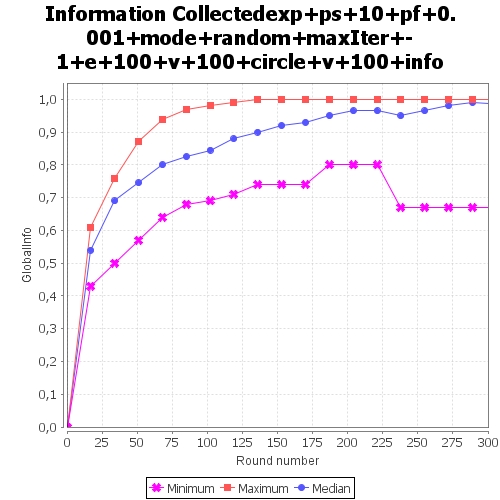 Information Collectedexp+ps+10+pf+0.
001+mode+random+maxIter+-
1+e+100+v+100+circle+v+100+info
GlobalInfo
1,0
0,9
0,8
0,7
0,6
0,5
0,4
0,3
0,2
0,1
0,0
0 25 50 75 100 125 150 175 200 225 250 275 300
Round number
Minimum Maximum Median